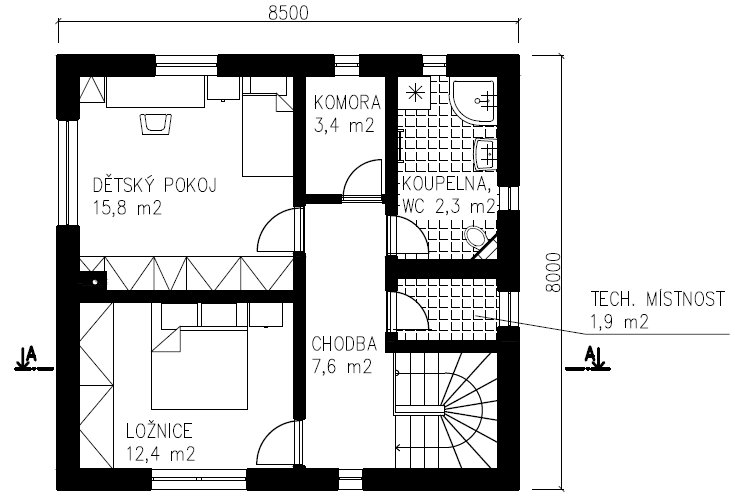 8500
KOMORA
3,4 m2
DĚTSKÝ POKOJ
15,8 m2
KOUPELNA,
WC 2,3 m2
8000
TECH. MÍSTNOST
1,9 m2
CHODBA
7,6 m2
A
A
LOŽNICE
12,4 m2